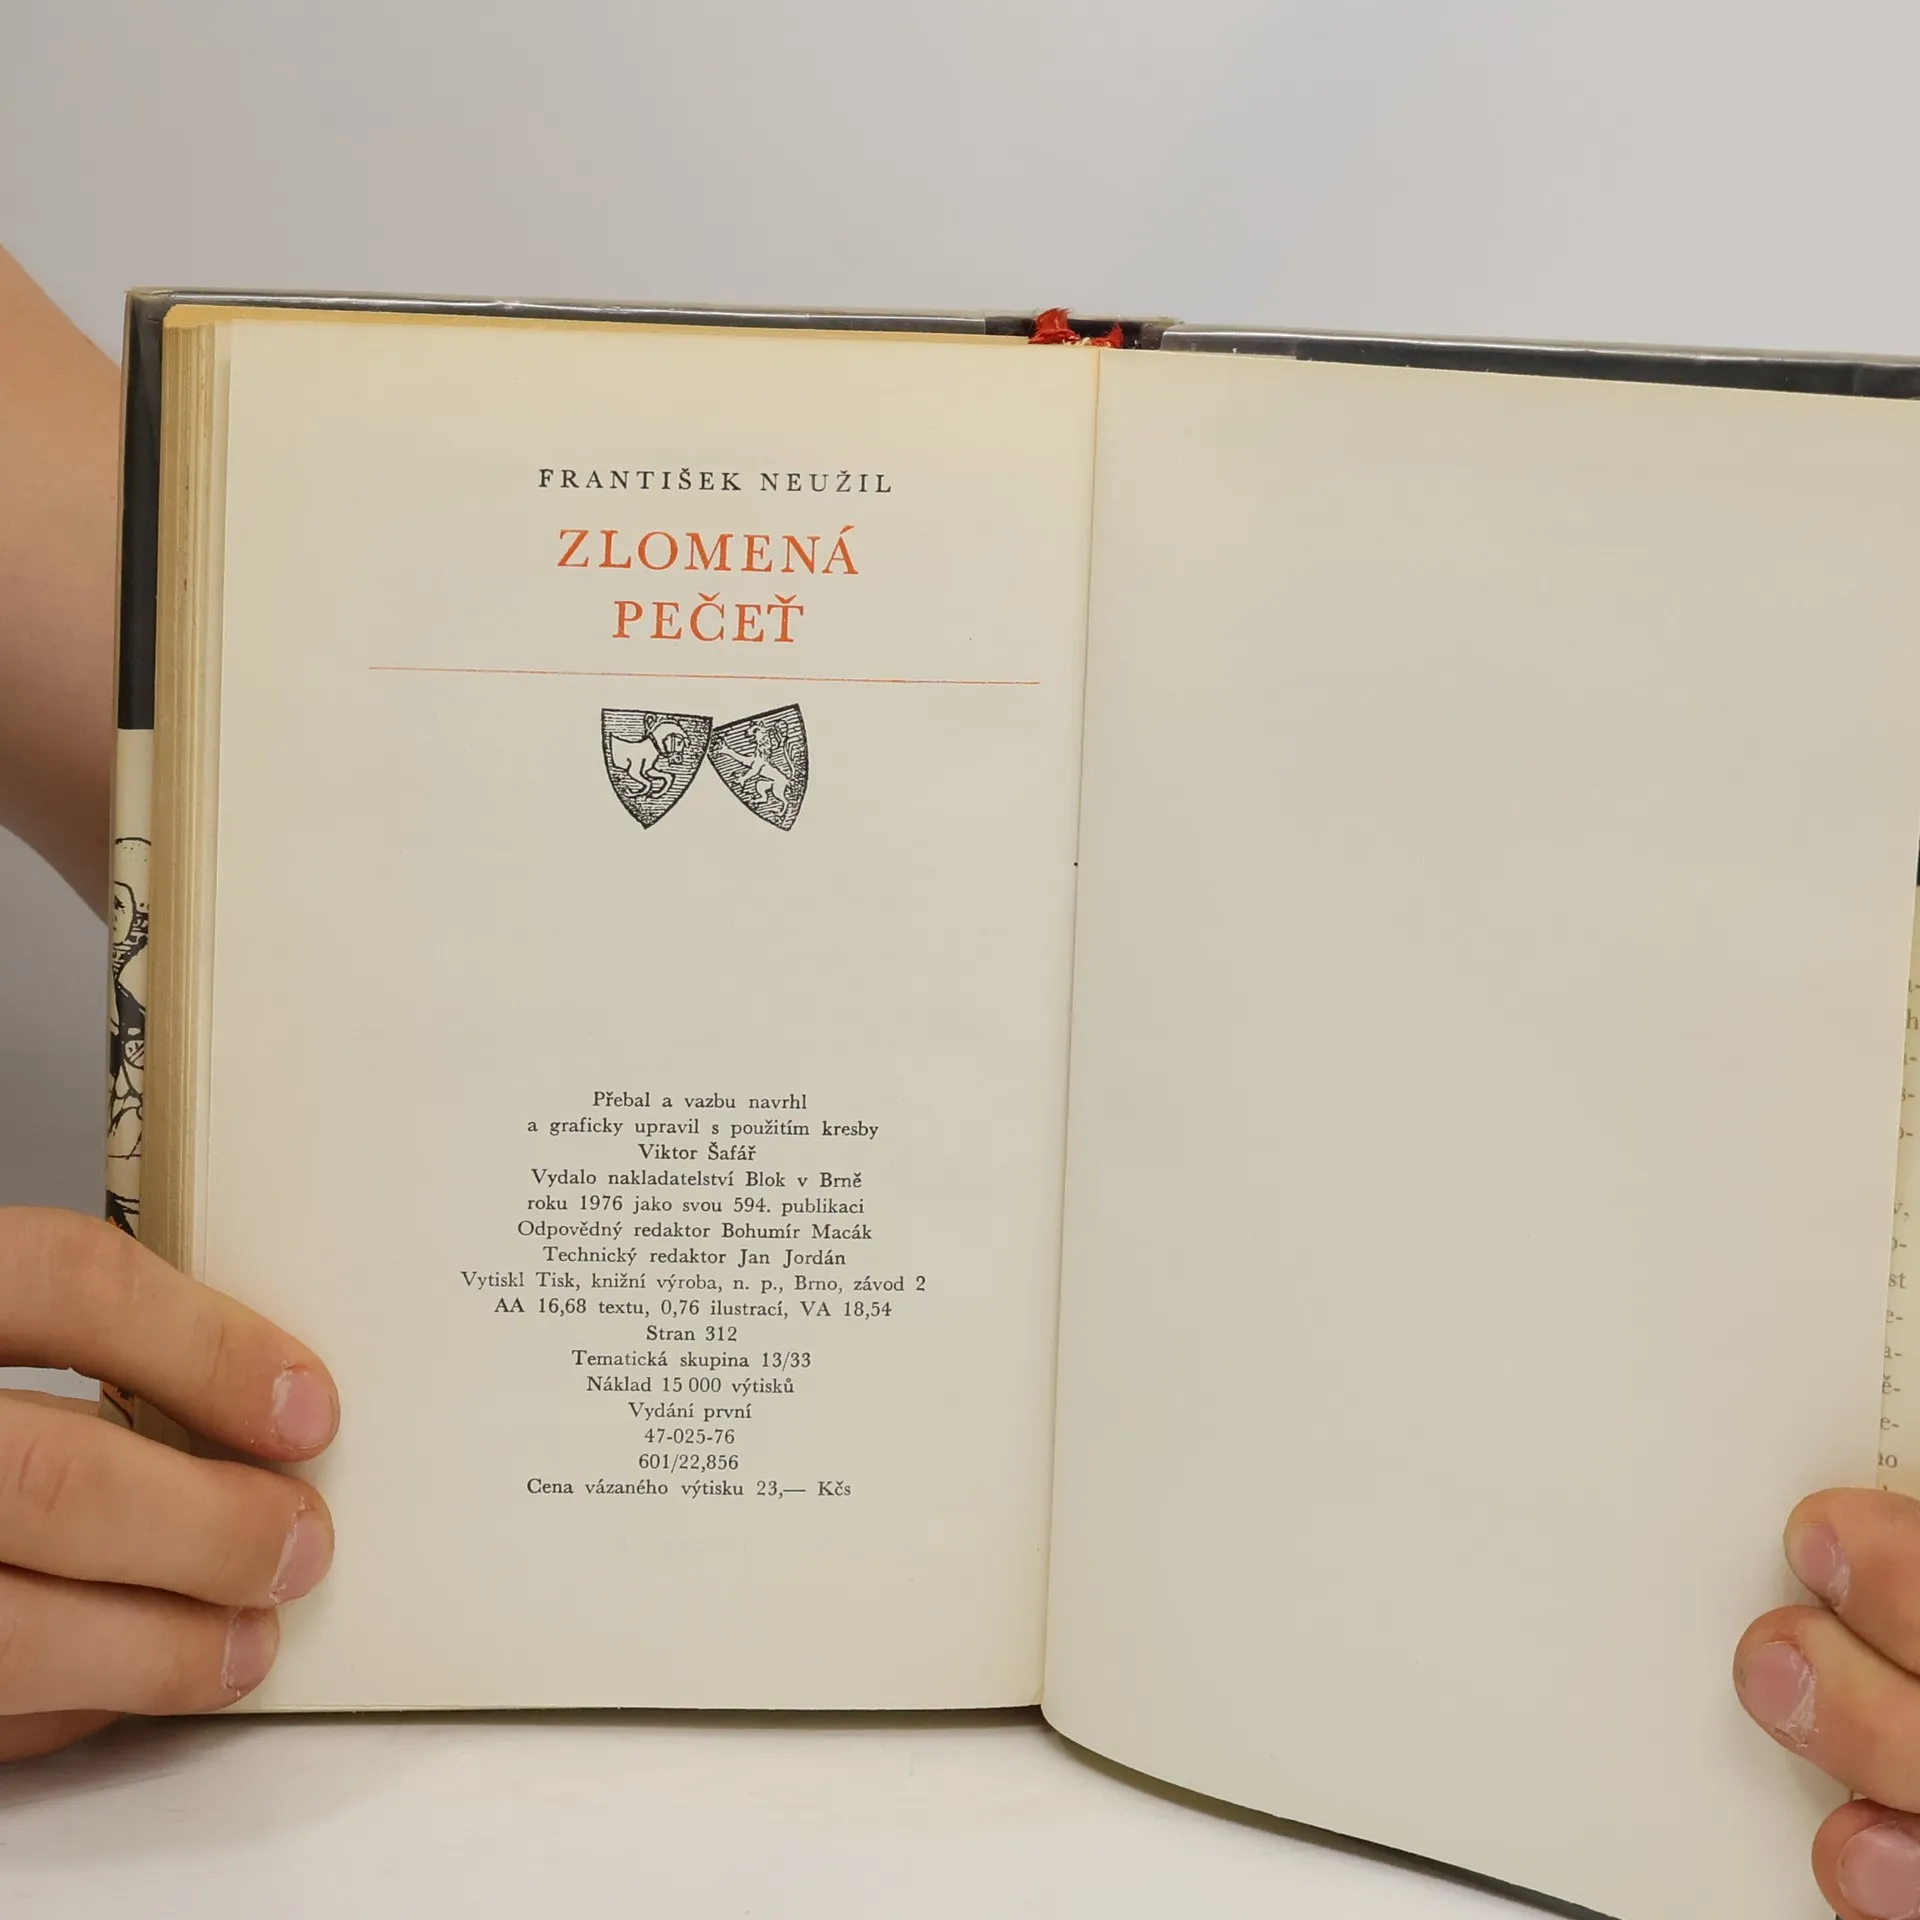 FRANTIŠEK NEUŽIL
ZLOMENÁ
PEČEŤ
Přebal a vazbu navrhl
a graficky upravil s použitím kresby
Viktor Šafář
Vydalo nakladatelství Blok v Brně
roku 1976 jako svou 594. publikaci
Odpovědný redaktor Bohumír Macák
Technický redaktor Jan Jordán
Vytiskl Tisk, knižní výroba, n. p., Brno, závod 2
AA 16,68 textu, 0,76 ilustrací, VA 18,54
Stran 312
Tematická skupina 13/33
Náklad 15 000 výtisků
Vydání první
47-025-76
601/22,856
Cena vázaného výtisku 23,— Kčs